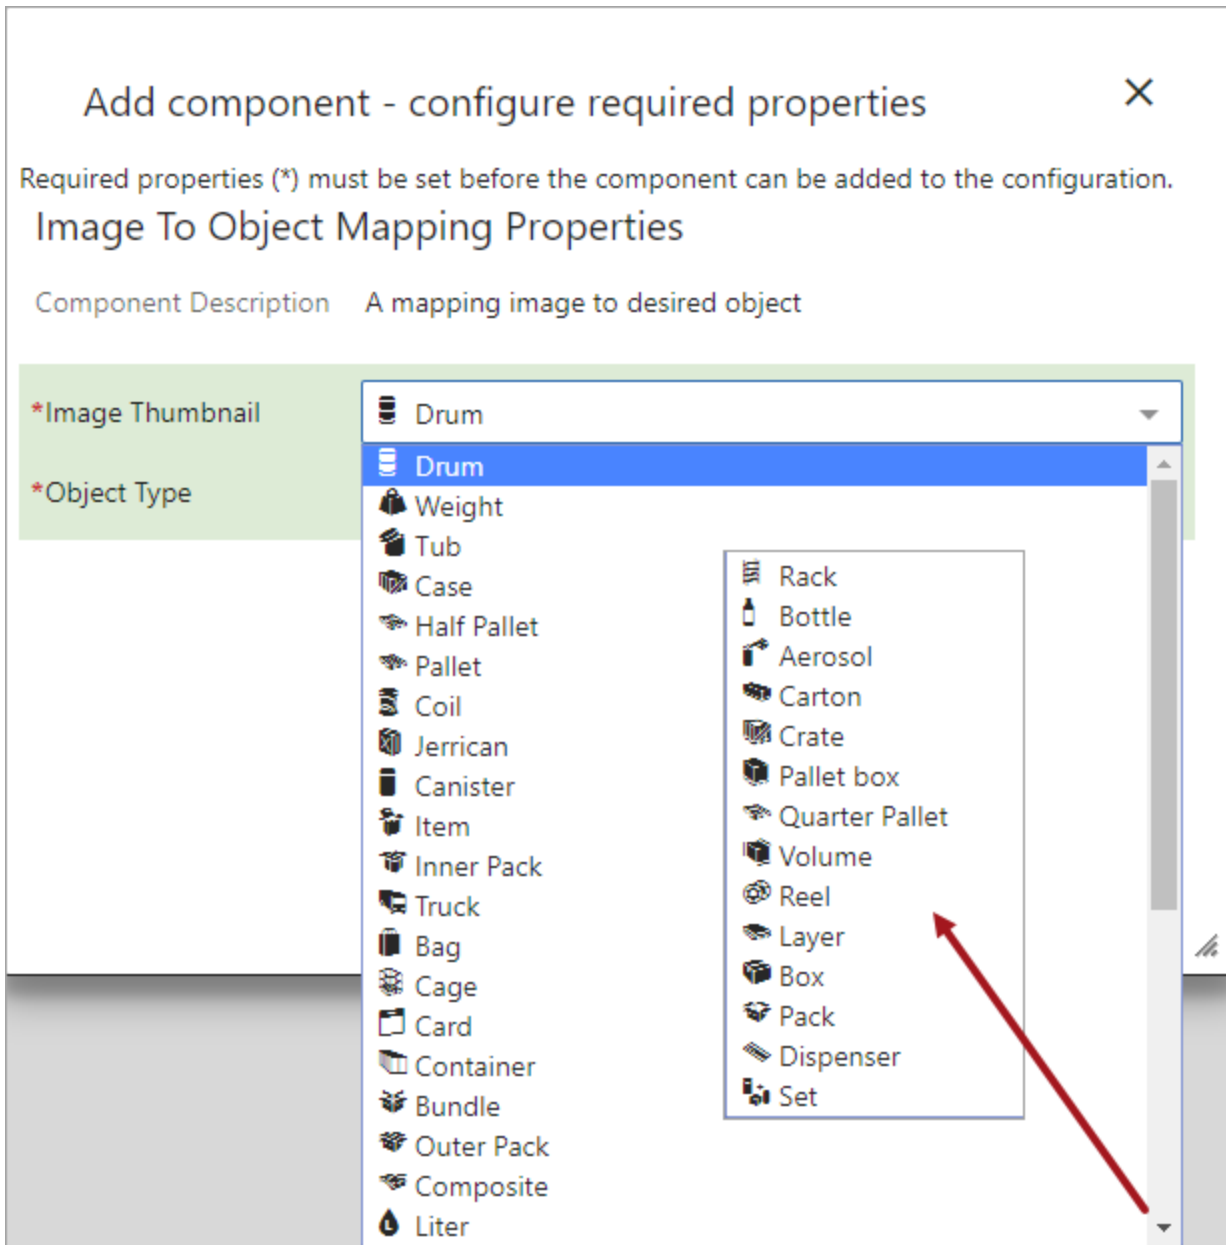 Add component - configure required properties
Required properties (*) must be set before the component can be added to the configuration.
Image To Object Mapping Properties
Component Description A mapping image to desired object
*Image Thumbnail Drum
*Object Type
Drum
Weight
Tub
Case
Half Pallet
Pallet
Coil
Jerrican
Canister
Item
Inner Pack
Truck
Bag
Cage
Card
Container
Bundle
Outer Pack
Composite
Liter
Rack
Bottle
Aerosol
Carton
Crate
Pallet box
Quarter Pallet
Volume
Reel
Layer
Box
Pack
Dispenser
Set